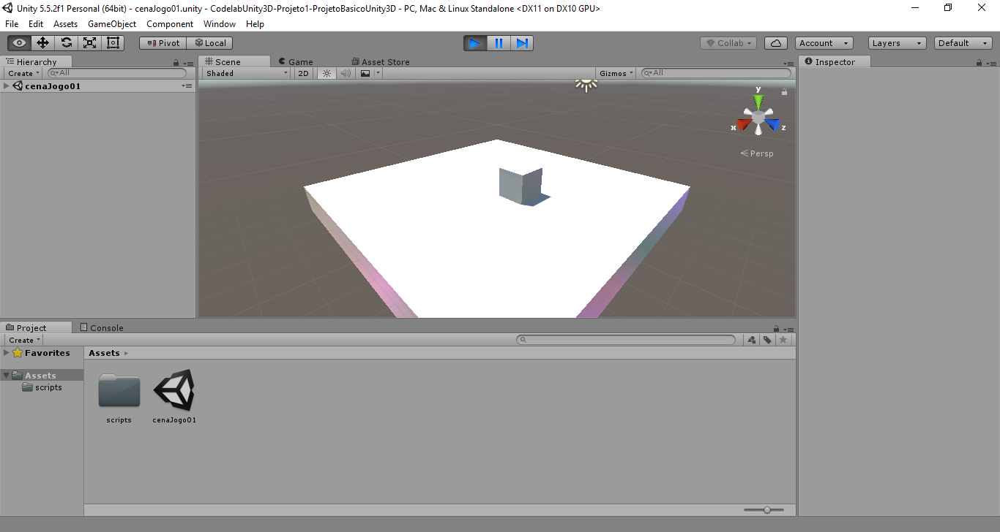 Unity 5.5.2f1 Personal (64bit) - cenaJogo01.unity - CodelabUnity3D-Projeto1-ProjetoBasicoUnity3D - PC, Mac & Linux Standalone <DX11 on DX10 GPU>
File Edit Assets GameObject Component Window Help
Pivot Local Collab Account Layers Default
Hierarchy
Create All
cenaJogo01
Scene Game Asset Store
Shaded 2D Gizmos All
y
x z
Persp
Inspector
Project Console
Create
Favorites
Assets
scripts
Assets
scripts cenaJogo01